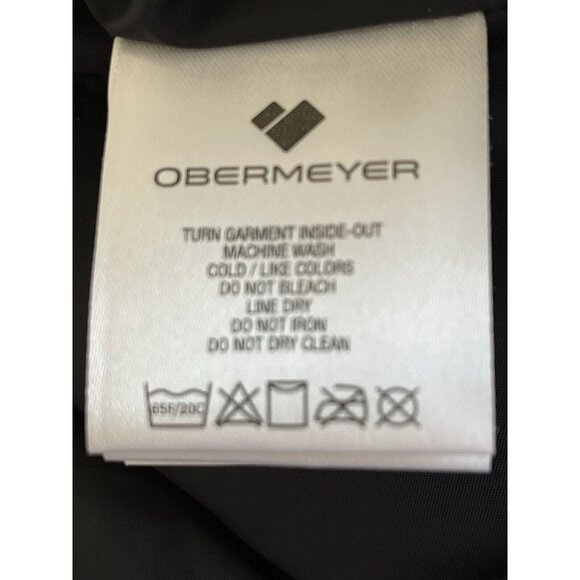 OBERMEYER
TURN GARMENT INSIDE-OUT
MACHINE WASH
COLD / LIKE COLORS
DO NOT BLEACH
LINE DRY
DO NOT IRON
DO NOT DRY CLEAN
65F/20C